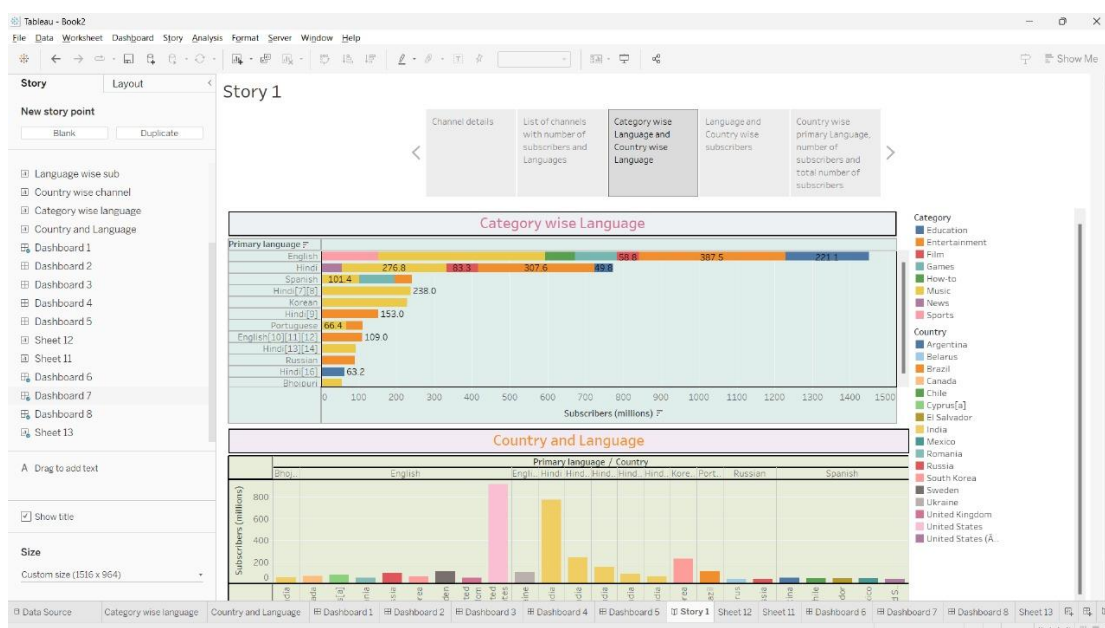 Tableau - Book2
File Data Worksheet Dashboard Story Analysis Format Server Window Help
Show Me
Story Layout
New story point
Blank Duplicate
Language wise sub
Country wise channel
Category wise language
Country and Language
Dashboard 1
Dashboard 2
Dashboard 3
Dashboard 4
Dashboard 5
Sheet 12
Sheet 11
Dashboard 6
Dashboard 7
Dashboard 8
Sheet 13
A Drag to add text
Show title
Size
Custom size (1516 x 964)
Story 1
Channel details
List of channels
with number of
subscribers and
Languages
Category wise
Language and
Country wise
Language
Language and
Country wise
subscribers
Country wise
primary Language,
number of
subscribers and
total number of
subscribers
Category wise Language
Primary language
English 58.8 387.5 221.1
Hindi 276.8 83.3 307.6 49.8
Spanish 101.4
Hindi[7][8] 238.0
Korean
Hindi[9] 153.0
Portuguese 66.4
English[10][11][12] 109.0
Hindi[13][14]
Russian
Hindi[16] 63.2
Bhojpuri
0 100 200 300 400 500 600 700 800 900 1000 1100 1200 1300 1400 1500
Subscribers (millions)
Country and Language
Primary language / Country
Bhoj.. English Engli.. Hindi Hind.. Hind.. Hind.. Hind.. Kore.. Port.. Russian Spanish
Subscribers (millions)
800
600
400
200
0
Category
Education
Entertainment
Film
Games
How-to
Music
News
Sports
Country
Argentina
Belarus
Brazil
Canada
Chile
Cyprus[a]
El Salvador
India
Mexico
Romania
Russia
South Korea
Sweden
Ukraine
United Kingdom
United States
United States (Â..
Data Source Category wise language Country and Language Dashboard 1 Dashboard 2 Dashboard 3 Dashboard 4 Dashboard 5 Story 1 Sheet 12 Sheet 11 Dashboard 6 Dashboard 7 Dashboard 8 Sheet 13